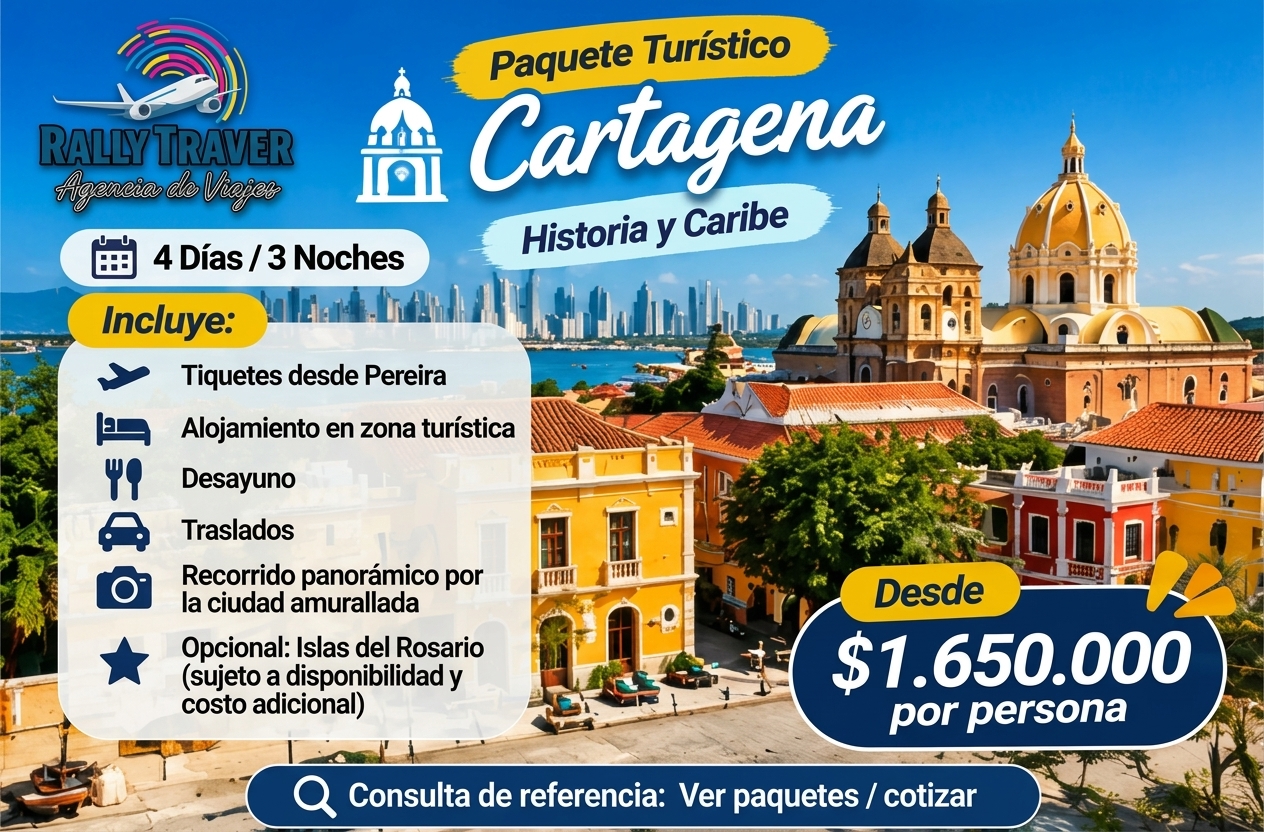 RALLY TRAVER
Agencia de Viajes
Paquete Turístico
Cartagena
Historia y Caribe
4 Días / 3 Noches
Incluye:
Tiquetes desde Pereira
Alojamiento en zona turística
Desayuno
Traslados
Recorrido panorámico por
la ciudad amurallada
Opcional: Islas del Rosario
(sujeto a disponibilidad y
costo adicional)
Desde
$1.650.000
por persona
Consulta de referencia: Ver paquetes / cotizar